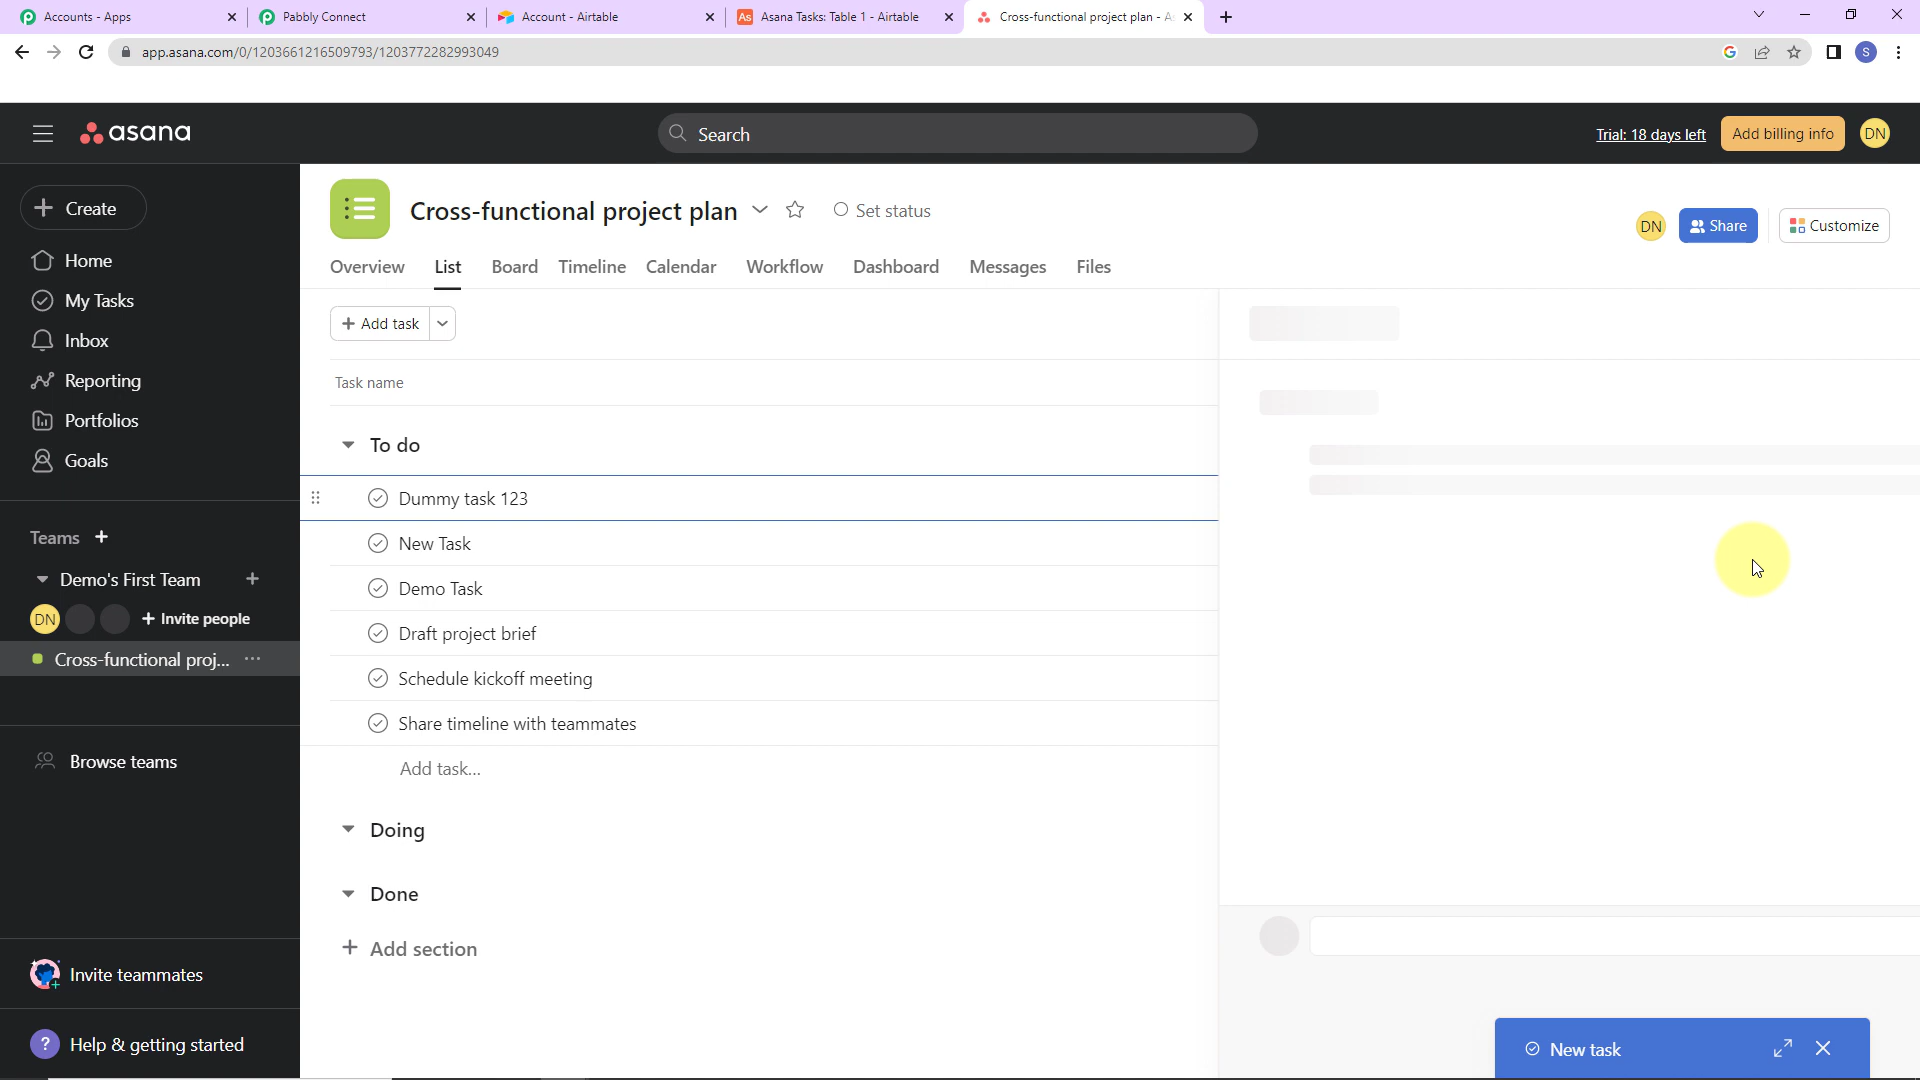 Accounts - Apps
Pabbly Connect
Account - Airtable
As Asana Tasks: Table 1 - Airtable
Cross-functional project plan - A
app.asana.com/0/1203661216509793/1203772282993049
S
asana
Search
Trial: 18 days left
Add billing info
DN
Create
Home
My Tasks
Inbox
Reporting
Portfolios
Goals
Teams
Demo's First Team
DN
Invite people
Cross-functional proj...
Browse teams
Invite teammates
? Help & getting started
Cross-functional project plan
Set status
DN
Share
Customize
Overview List Board Timeline Calendar Workflow Dashboard Messages Files
Add task
Task name
To do
Dummy task 123
New Task
Demo Task
Draft project brief
Schedule kickoff meeting
Share timeline with teammates
Add task...
Doing
Done
Add section
New task